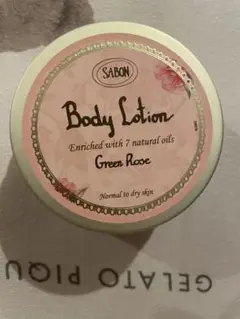 SABON
Body Lotion
Enriched with 7 natural oils
Green Rose
Normal to dry skin
GELATO PIQU